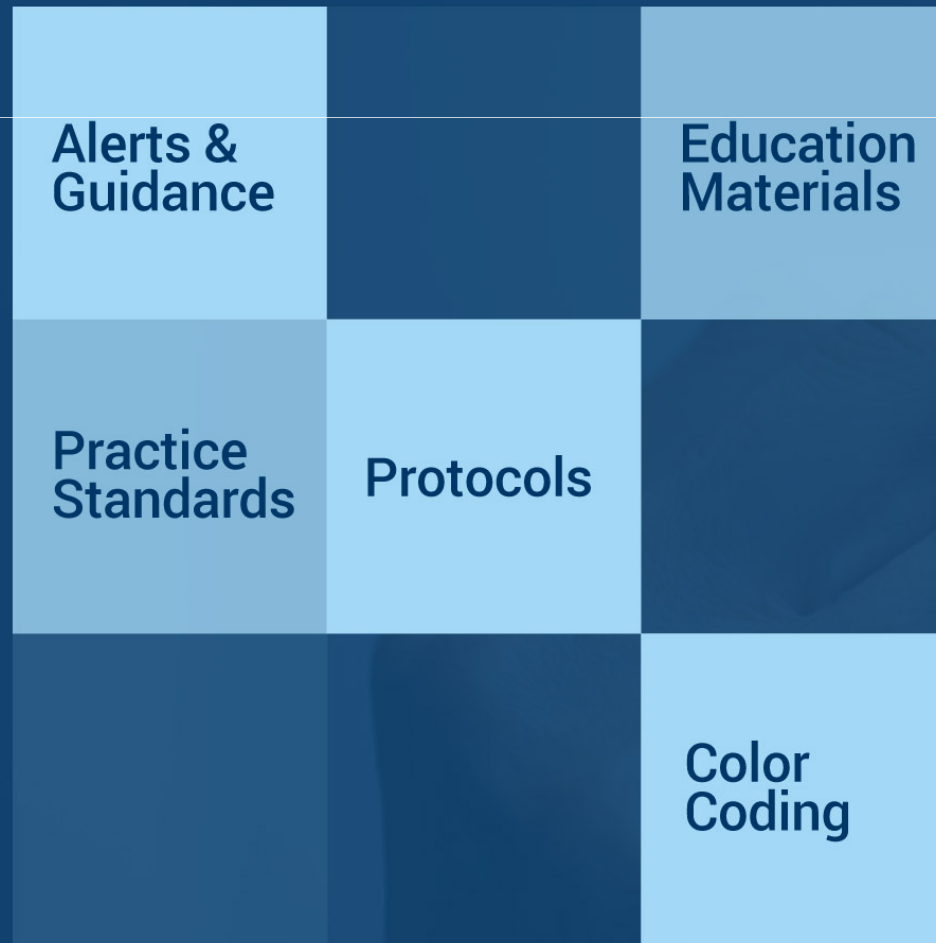 Alerts &
Guidance
Education
Materials
Practice
Standards
Protocols
Color
Coding